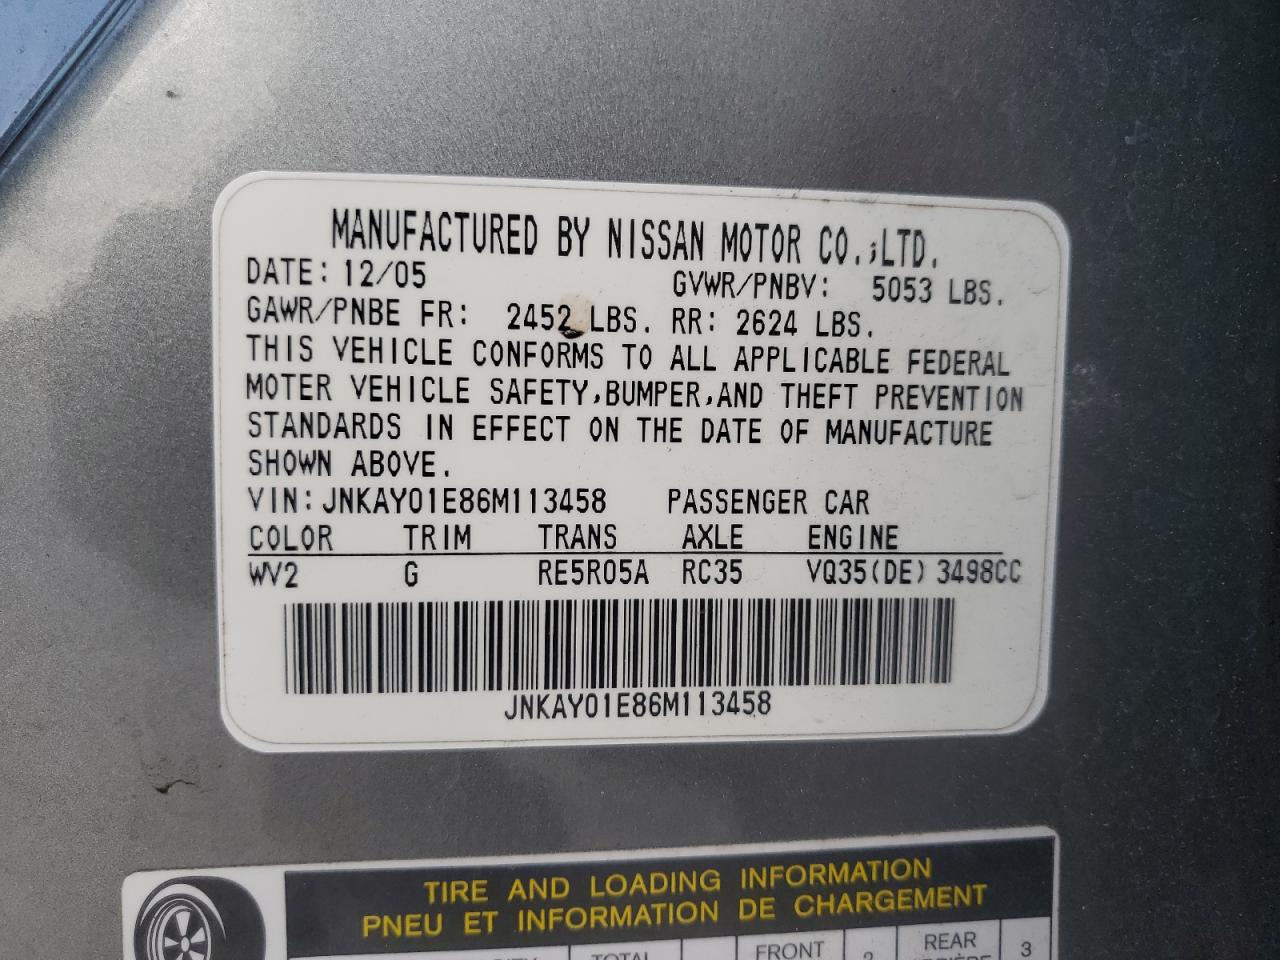 MANUFACTURED BY NISSAN MOTOR CO.,LTD.
DATE: 12/05 GVWR/PNBV: 5053 LBS.
GAWR/PNBE FR: 2452 LBS. RR: 2624 LBS.
THIS VEHICLE CONFORMS TO ALL APPLICABLE FEDERAL
MOTER VEHICLE SAFETY,BUMPER,AND THEFT PREVENTION
STANDARDS IN EFFECT ON THE DATE OF MANUFACTURE
SHOWN ABOVE.
VIN: JNKAY01E86M113458 PASSENGER CAR
COLOR TRIM TRANS AXLE ENGINE
WV2 G RE5R05A RC35 VQ35(DE) 3498CC
JNKAY01E86M113458
TIRE AND LOADING INFORMATION
PNEU ET INFORMATION DE CHARGEMENT
TOTAL FRONT 2 REAR 3